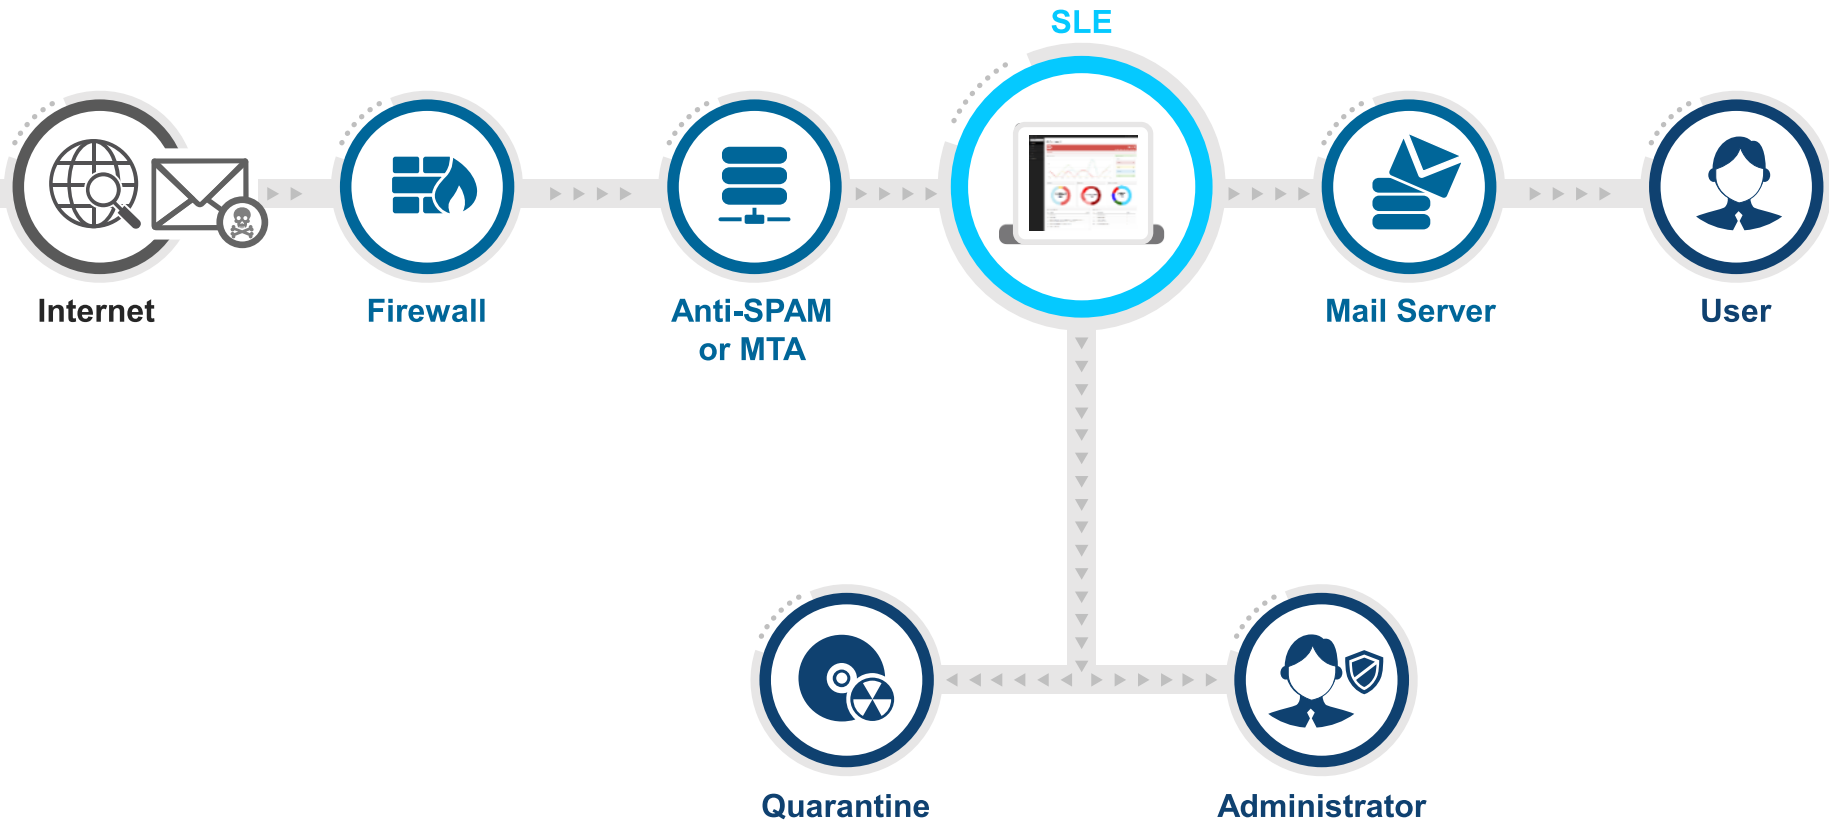 SLE
Internet
Firewall
Anti-SPAM
or MTA
Mail Server
User
Quarantine
Administrator